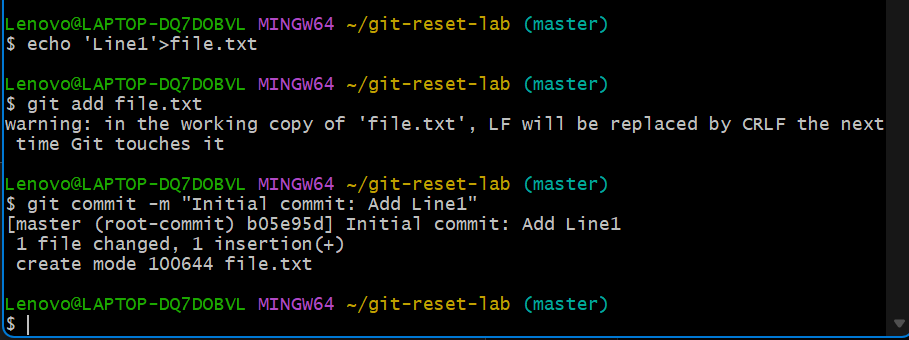 Lenovo@LAPTOP-DQ7DOBVL MINGW64 ~/git-reset-lab (master)
$ echo 'Line1'>file.txt
Lenovo@LAPTOP-DQ7DOBVL MINGW64 ~/git-reset-lab (master)
$ git add file.txt
warning: in the working copy of 'file.txt', LF will be replaced by CRLF the next
 time Git touches it
Lenovo@LAPTOP-DQ7DOBVL MINGW64 ~/git-reset-lab (master)
$ git commit -m "Initial commit: Add Line1"
[master (root-commit) b05e95d] Initial commit: Add Line1
 1 file changed, 1 insertion(+)
 create mode 100644 file.txt
Lenovo@LAPTOP-DQ7DOBVL MINGW64 ~/git-reset-lab (master)
$